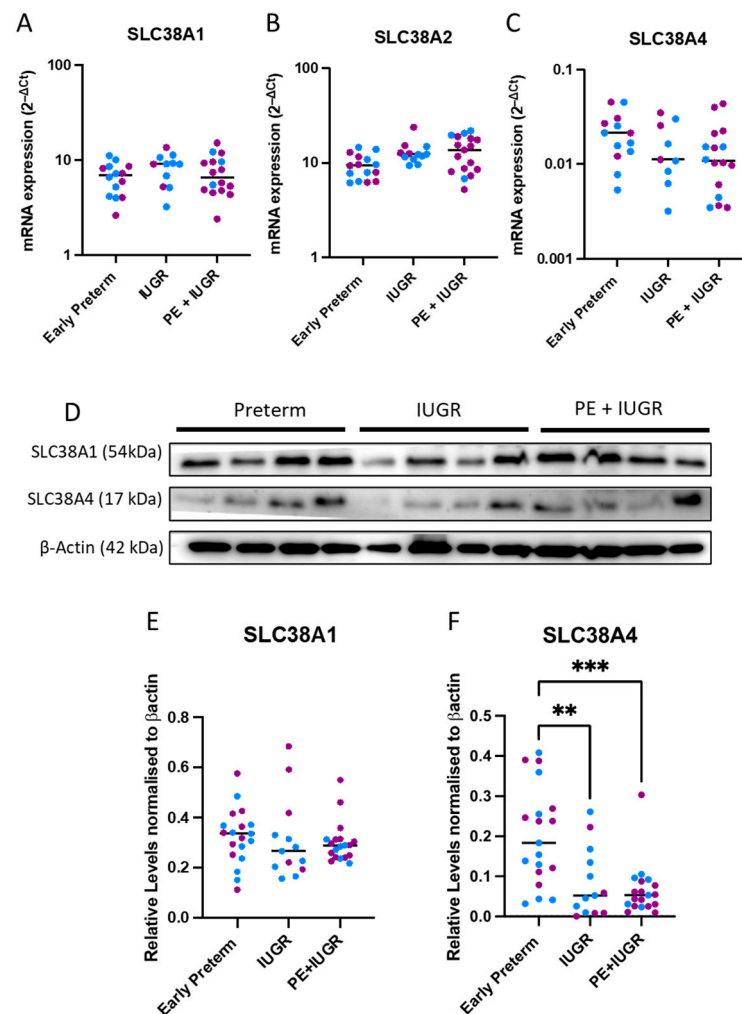 A
SLC38A1
mRNA expression (2⁻ΔCt)
100
10
1
Early Preterm
IUGR
PE + IUGR
B
SLC38A2
mRNA expression (2⁻ΔCt)
100
10
1
Early Preterm
IUGR
PE + IUGR
C
SLC38A4
mRNA expression (2⁻ΔCt)
0.1
0.01
0.001
Early Preterm
IUGR
PE + IUGR
D
Preterm
IUGR
PE + IUGR
SLC38A1 (54kDa)
SLC38A4 (17 kDa)
β-Actin (42 kDa)
E
SLC38A1
Relative Levels normalised to βactin
0.8
0.6
0.4
0.2
0.0
Early Preterm
IUGR
PE+IUGR
F
SLC38A4
Relative Levels normalised to βactin
0.5
0.4
0.3
0.2
0.1
0.0
***
**
Early Preterm
IUGR
PE+IUGR